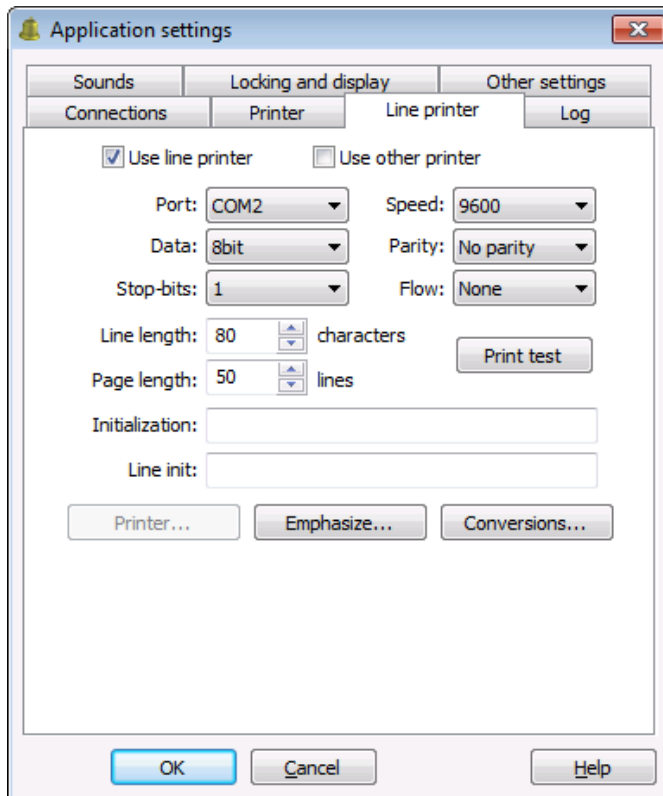 Application settings
Sounds Locking and display Other settings
Connections Printer Line printer Log
Use line printer Use other printer
Port: COM2 Speed: 9600
Data: 8bit Parity: No parity
Stop-bits: 1 Flow: None
Line length: 80 characters
Print test
Page length: 50 lines
Initialization:
Line init:
Printer... Emphasize... Conversions...
OK Cancel Help